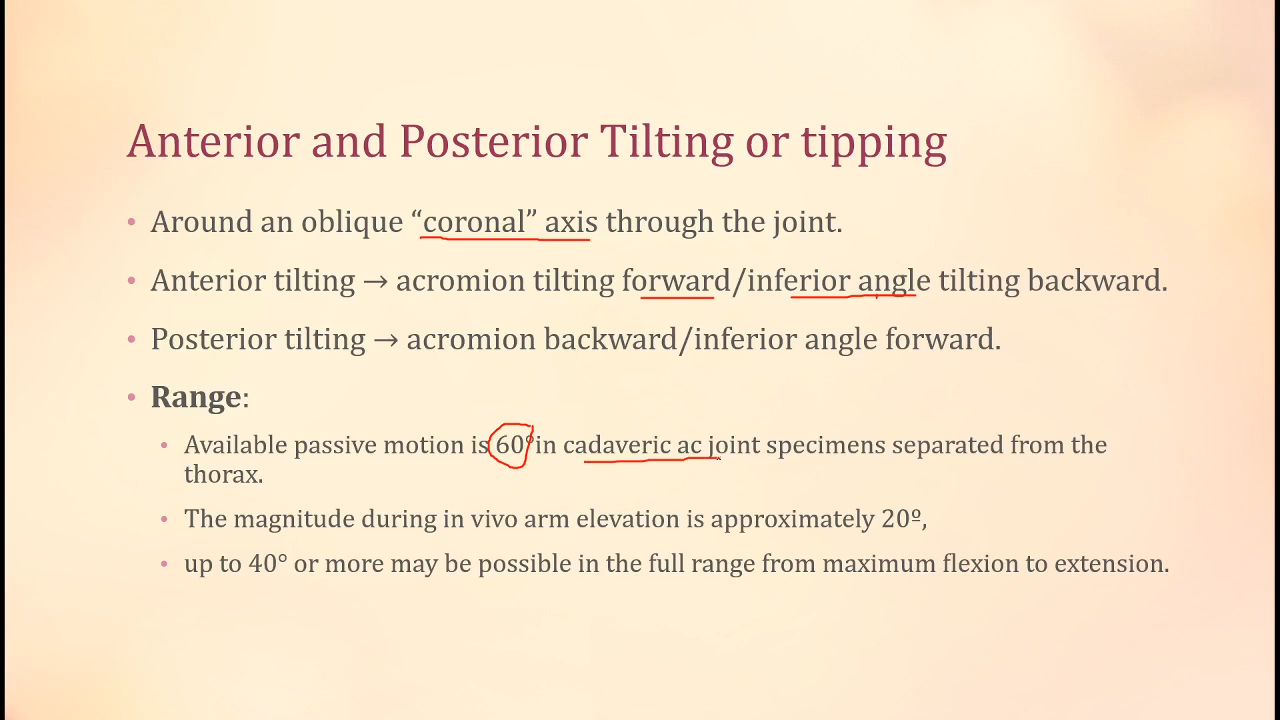 Anterior and Posterior Tilting or tipping
• Around an oblique “coronal” axis through the joint.
• Anterior tilting → acromion tilting forward/inferior angle tilting backward.
• Posterior tilting → acromion backward/inferior angle forward.
• Range:
• Available passive motion is 60° in cadaveric ac joint specimens separated from the
thorax.
• The magnitude during in vivo arm elevation is approximately 20º,
• up to 40° or more may be possible in the full range from maximum flexion to extension.